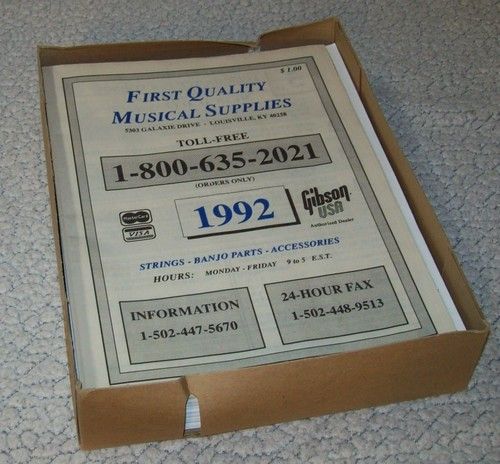 $ 1.00
FIRST QUALITY
MUSICAL SUPPLIES
5303 GALAXIE DRIVE - LOUISVILLE, KY 40258
TOLL-FREE
1-800-635-2021
(ORDERS ONLY)
MasterCard
VISA
1992
Gibson
USA
Authorized Dealer
STRINGS - BANJO PARTS - ACCESSORIES
HOURS: MONDAY - FRIDAY 9 to 5 E.S.T.
INFORMATION
1-502-447-5670
24-HOUR FAX
1-502-448-9513